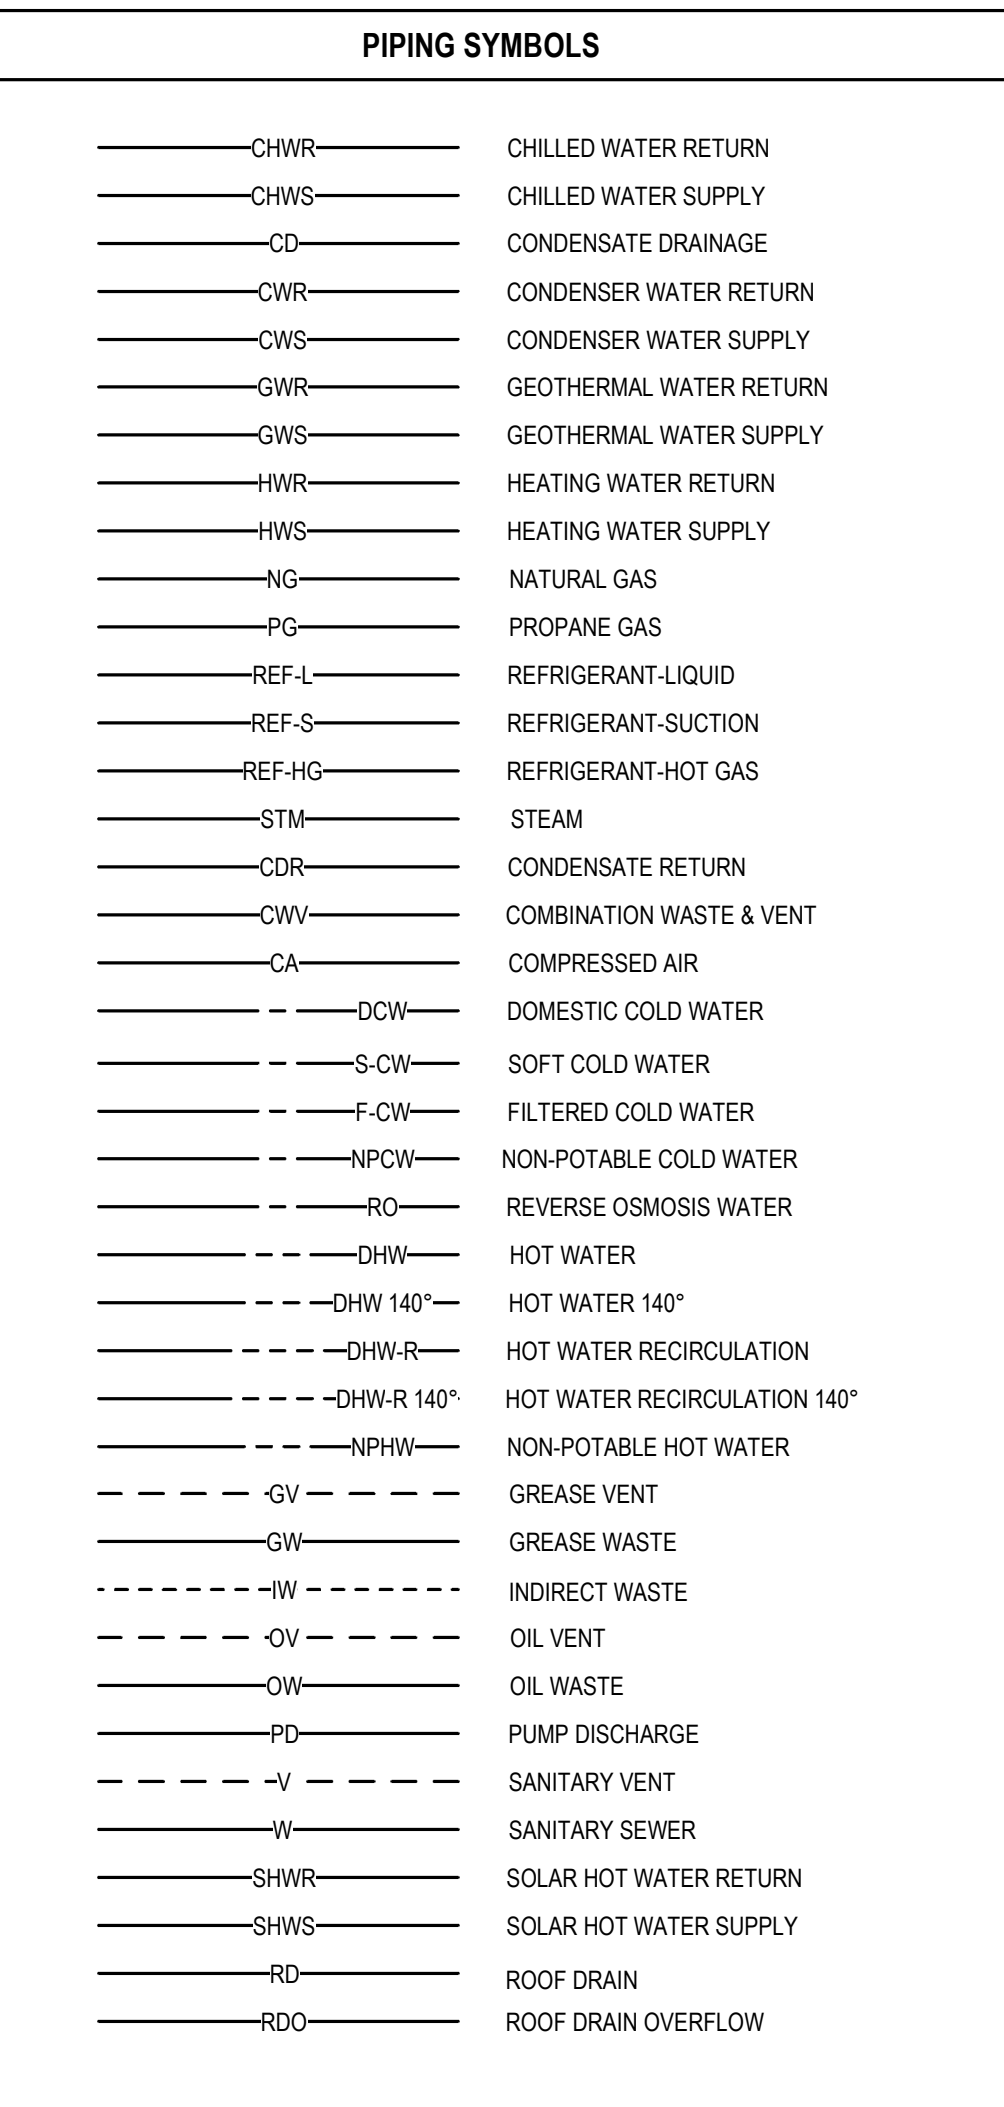 PIPING SYMBOLS
CHWR CHILLED WATER RETURN
CHWS CHILLED WATER SUPPLY
CD CONDENSATE DRAINAGE
CWR CONDENSER WATER RETURN
CWS CONDENSER WATER SUPPLY
GWR GEOTHERMAL WATER RETURN
GWS GEOTHERMAL WATER SUPPLY
HWR HEATING WATER RETURN
HWS HEATING WATER SUPPLY
NG NATURAL GAS
PG PROPANE GAS
REF-L REFRIGERANT-LIQUID
REF-S REFRIGERANT-SUCTION
REF-HG REFRIGERANT-HOT GAS
STM STEAM
CDR CONDENSATE RETURN
CWV COMBINATION WASTE & VENT
CA COMPRESSED AIR
DCW DOMESTIC COLD WATER
S-CW SOFT COLD WATER
F-CW FILTERED COLD WATER
NPCW NON-POTABLE COLD WATER
RO REVERSE OSMOSIS WATER
DHW HOT WATER
DHW 140° HOT WATER 140°
DHW-R HOT WATER RECIRCULATION
DHW-R 140° HOT WATER RECIRCULATION 140°
NPHW NON-POTABLE HOT WATER
GV GREASE VENT
GW GREASE WASTE
IW INDIRECT WASTE
OV OIL VENT
OW OIL WASTE
PD PUMP DISCHARGE
V SANITARY VENT
W SANITARY SEWER
SHWR SOLAR HOT WATER RETURN
SHWS SOLAR HOT WATER SUPPLY
RD ROOF DRAIN
RDO ROOF DRAIN OVERFLOW